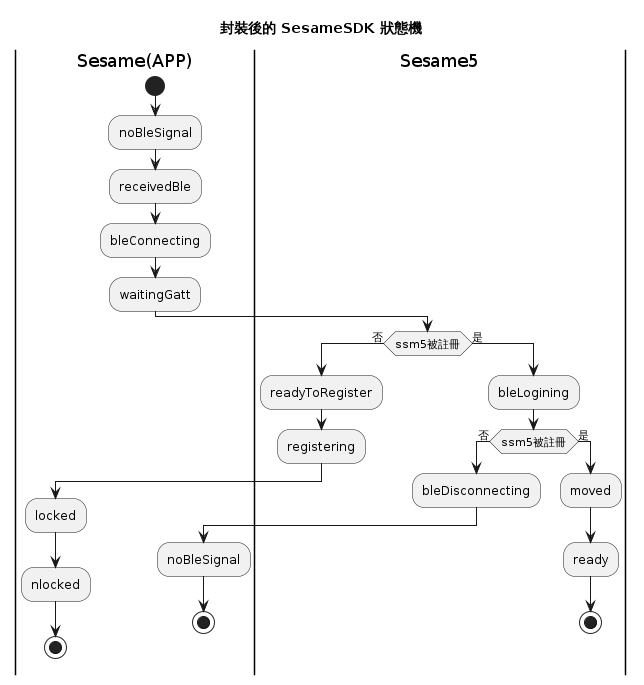 封裝後的 SesameSDK 狀態機
Sesame(APP)
Sesame5
noBleSignal
receivedBle
bleConnecting
waitingGatt
否
ssm5被註冊
是
readyToRegister
bleLogining
registering
否
ssm5被註冊
是
bleDisconnecting
moved
locked
noBleSignal
ready
nlocked